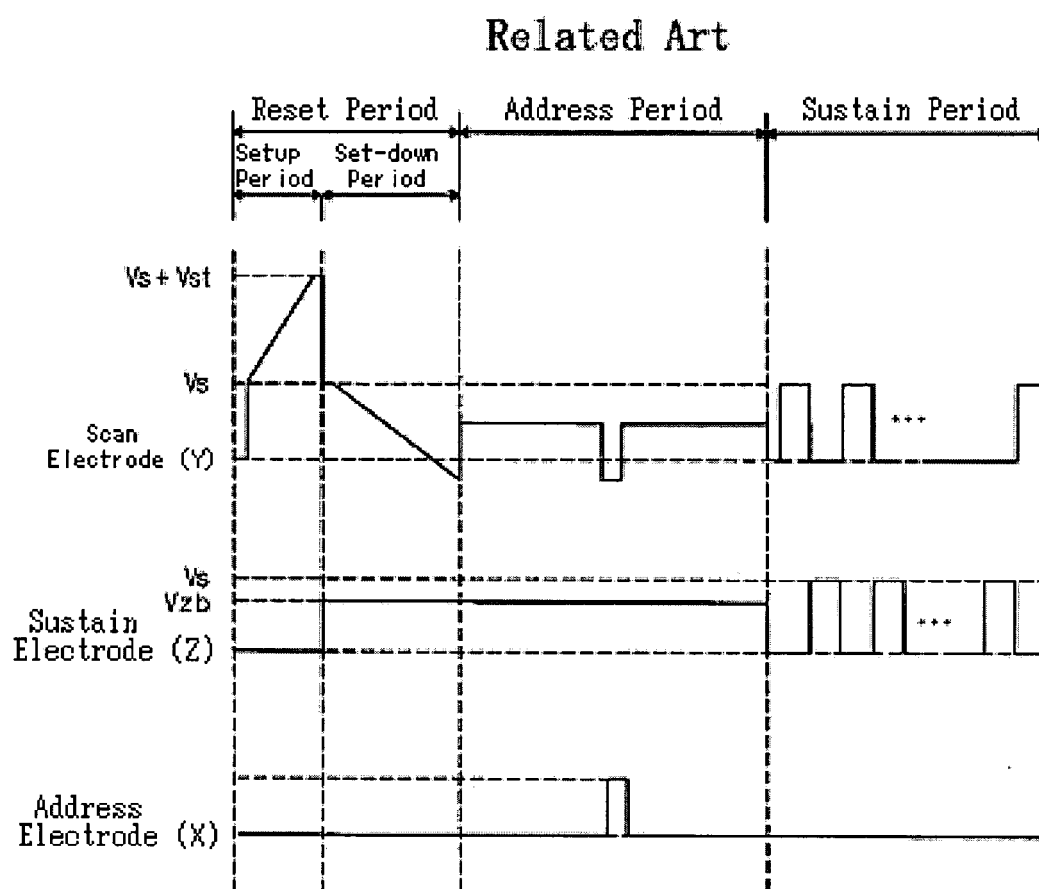 Related Art
Reset Period
Address Period
Sustain Period
Setup Period
Set-down Period
Vs + Vst
Vs
Scan
Electrode (Y)
Vs
Vzb
Sustain
Electrode (Z)
Address
Electrode (X)